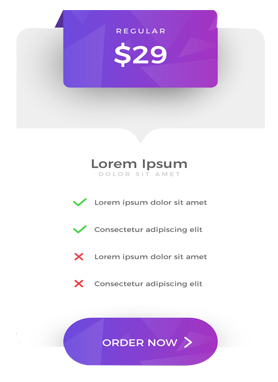 REGULAR
$29
Lorem Ipsum
DOLOR SIT AMET
Lorem ipsum dolor sit amet
Consectetur adipiscing elit
Lorem ipsum dolor sit amet
Consectetur adipiscing elit
ORDER NOW